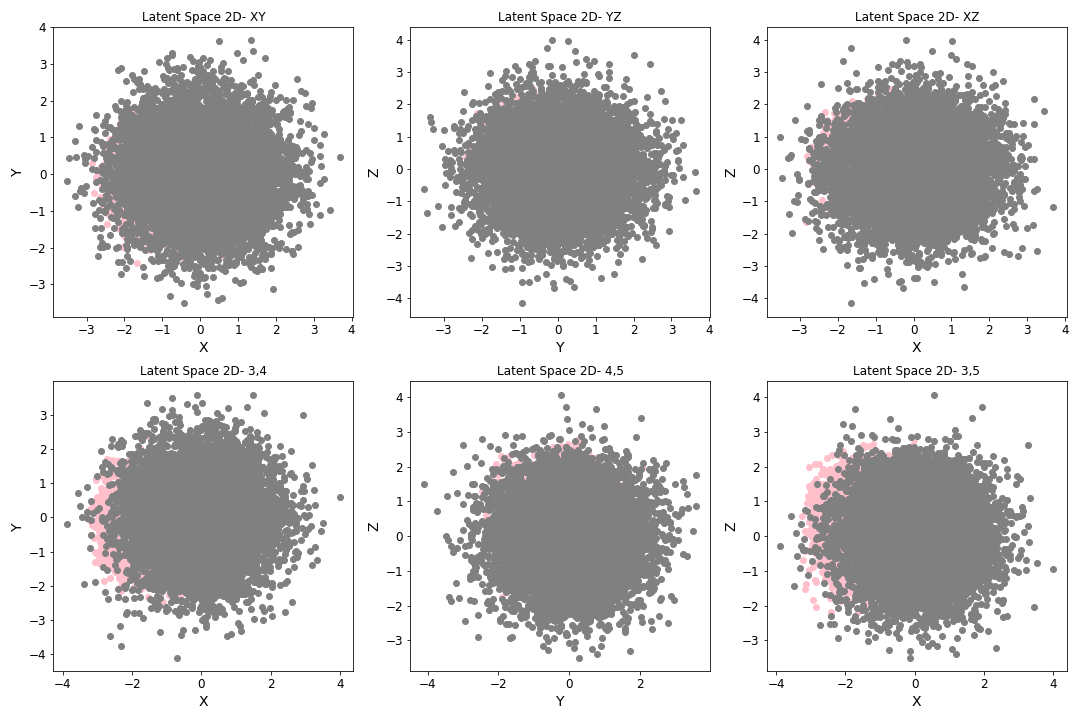 Latent Space 2D- XY
Latent Space 2D- YZ
Latent Space 2D- XZ
4
3
2
1
0
−1
−2
−3
Y
−3 −2 −1 0 1 2 3 4
X
4
3
2
1
0
−1
−2
−3
−4
Z
−3 −2 −1 0 1 2 3 4
Y
4
3
2
1
0
−1
−2
−3
−4
Z
−3 −2 −1 0 1 2 3 4
X
Latent Space 2D- 3,4
Latent Space 2D- 4,5
Latent Space 2D- 3,5
3
2
1
0
−1
−2
−3
−4
Y
−4 −2 0 2 4
X
4
3
2
1
0
−1
−2
−3
Z
−4 −2 0 2
Y
4
3
2
1
0
−1
−2
−3
Z
−4 −2 0 2 4
X